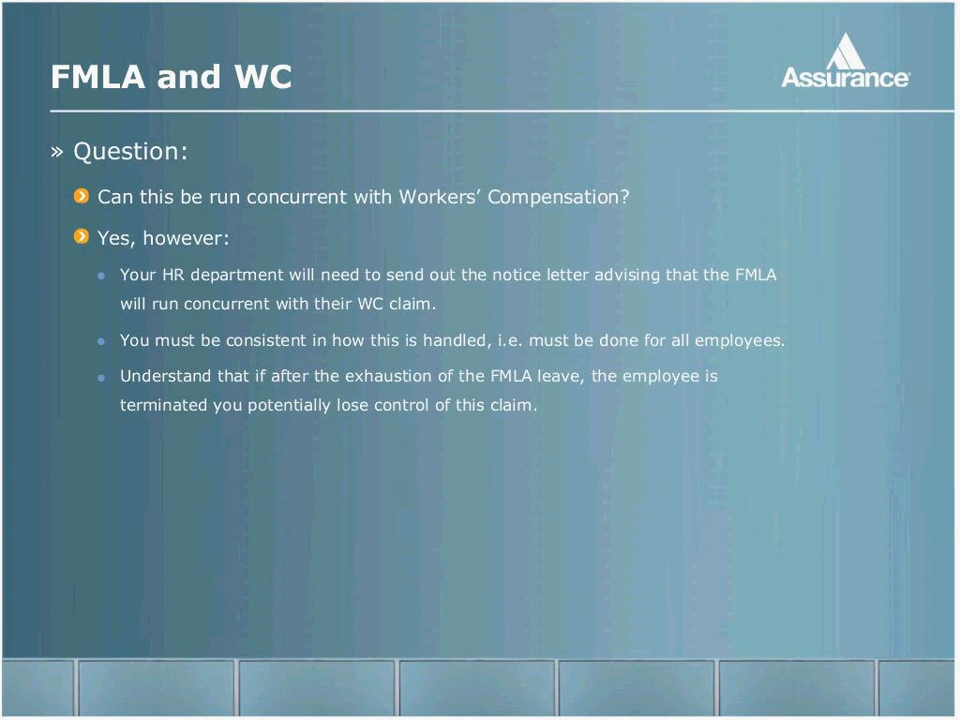 FMLA and WC
Assurance
» Question:
Can this be run concurrent with Workers’ Compensation?
Yes, however:
Your HR department will need to send out the notice letter advising that the FMLA
will run concurrent with their WC claim.
You must be consistent in how this is handled, i.e. must be done for all employees.
Understand that if after the exhaustion of the FMLA leave, the employee is
terminated you potentially lose control of this claim.